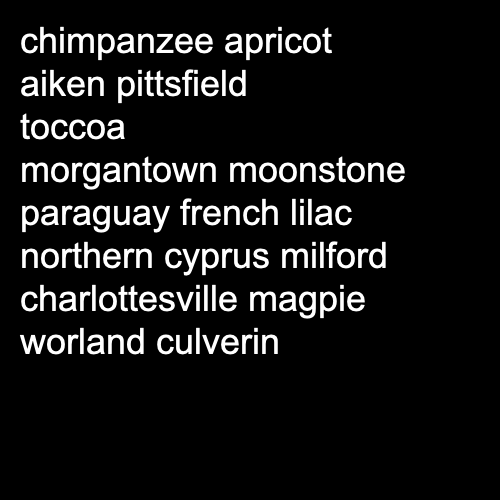 chimpanzee apricot
aiken pittsfield
toccoa
morgantown moonstone
paraguay french lilac
northern cyprus milford
charlottesville magpie
worland culverin